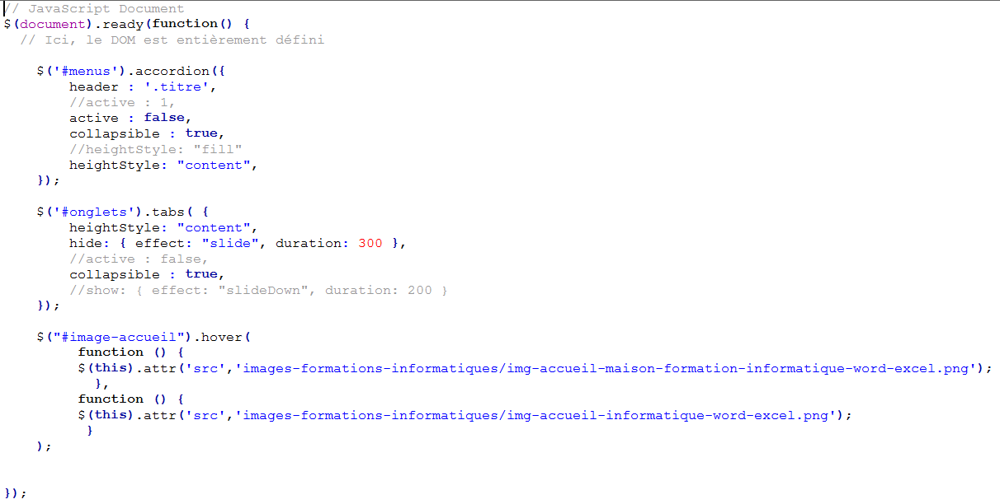 // JavaScript Document
$(document).ready(function() {
  // Ici, le DOM est entièrement défini

    $('#menus').accordion({
        header : '.titre',
        //active : 1,
        active : false,
        collapsible : true,
        //heightStyle: "fill"
        heightStyle: "content",
    });

    $('#onglets').tabs( {
        heightStyle: "content",
        hide: { effect: "slide", duration: 300 },
        //active : false,
        collapsible : true,
        //show: { effect: "slideDown", duration: 200 }
    });

    $("#image-accueil").hover(
         function () {
         $(this).attr('src','images-formations-informatiques/img-accueil-maison-formation-informatique-word-excel.png');
           },
         function () {
         $(this).attr('src','images-formations-informatiques/img-accueil-informatique-word-excel.png');
          }
    );


});